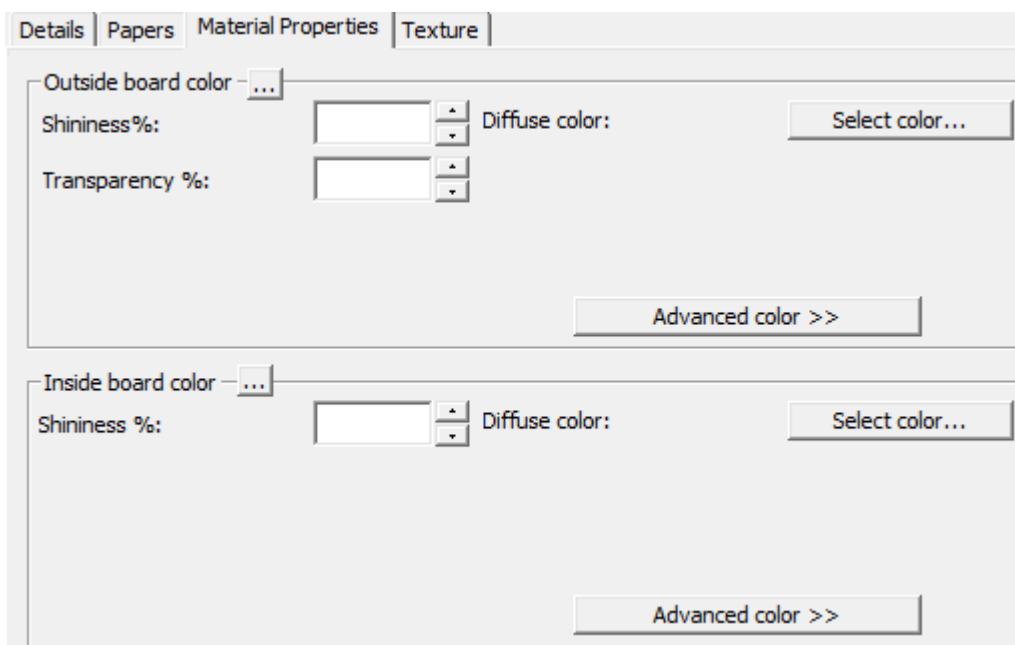 Details Papers Material Properties Texture
Outside board color ...
Shininess%: Diffuse color: Select color...
Transparency %:
Advanced color >>
Inside board color ...
Shininess %: Diffuse color: Select color...
Advanced color >>